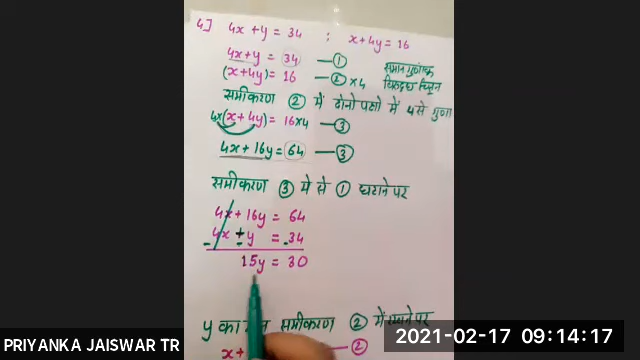 4] 4x + y = 34 ; x + 4y = 16
4x + y = 34 — ①
(x + 4y) = 16 — ② ×4
समान गुणांक
विरुद्ध चिह्न
समीकरण ② में दोनो पक्षो में 4 से गुणा
4×(x + 4y) = 16×4 — ③
4x + 16y = 64 — ③
समीकरण ③ मे से ① घटाने पर
4x + 16y = 64
4x + y = 34
15y = 30
y का समीकरण ② में रखने पर
x + ②
PRIYANKA JAISWAR TR
2021-02-17 09:14:17